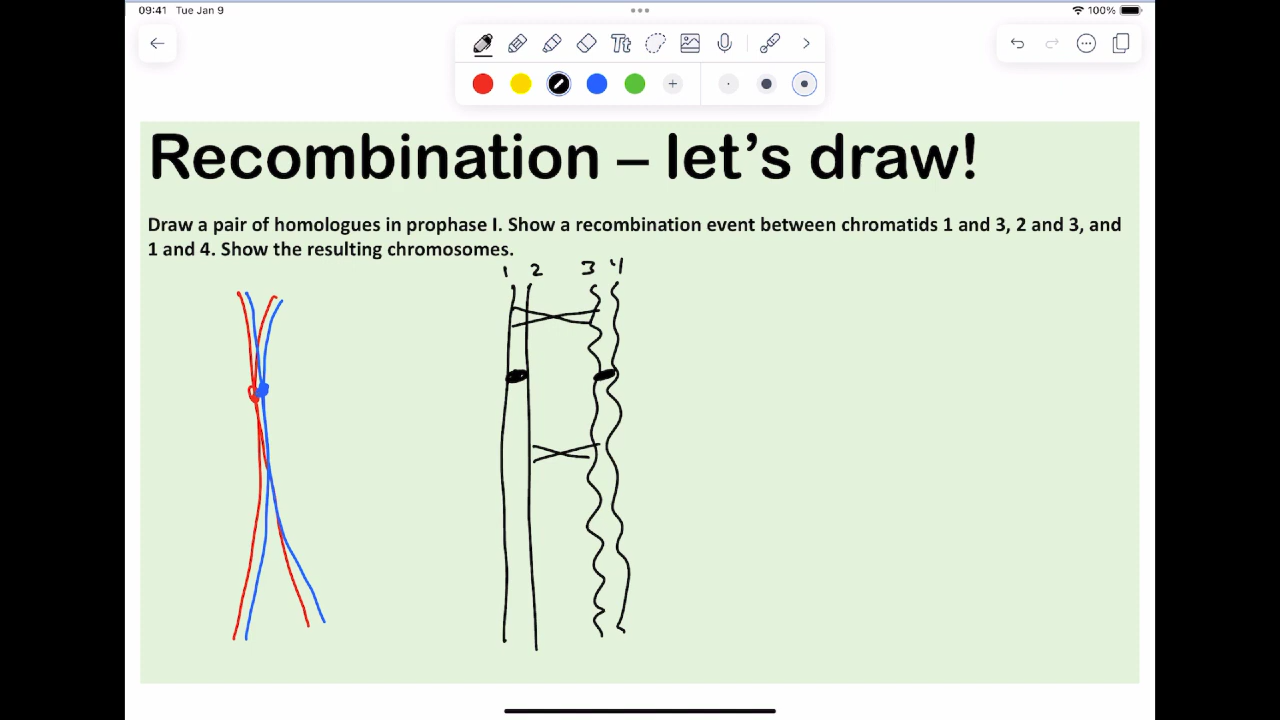 09:41 Tue Jan 9
100%
Tt
Recombination – let's draw!
Draw a pair of homologues in prophase I. Show a recombination event between chromatids 1 and 3, 2 and 3, and
1 and 4. Show the resulting chromosomes.
1 2 3 4